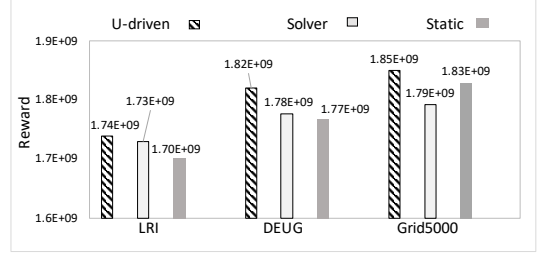 U-driven Solver Static
1.9E+09
1.8E+09
1.7E+09
1.6E+09
Reward
1.74E+09
1.73E+09
1.70E+09
1.82E+09
1.78E+09
1.77E+09
1.85E+09
1.79E+09
1.83E+09
LRI DEUG Grid5000